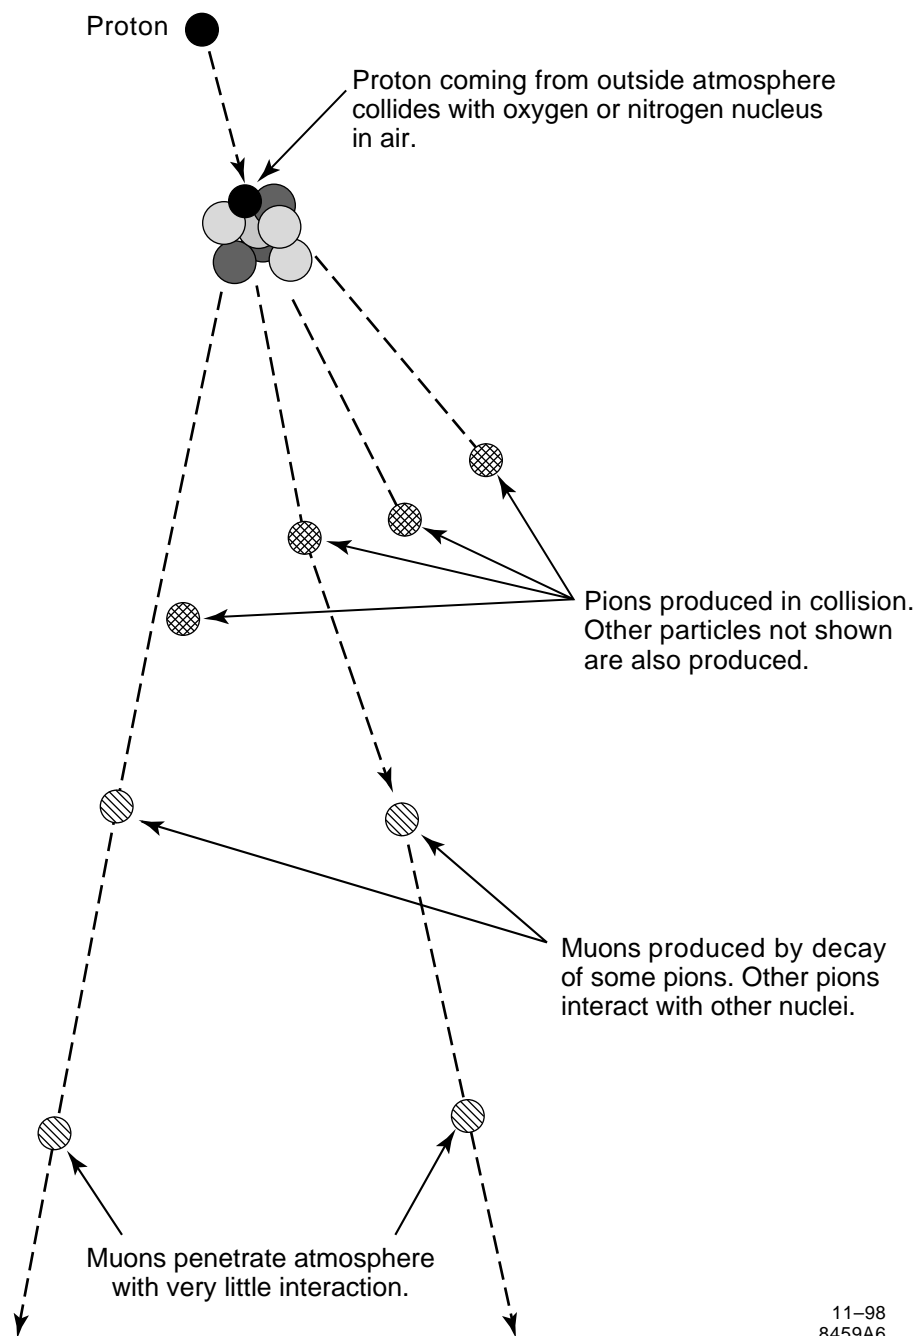 Proton
Proton coming from outside atmosphere
collides with oxygen or nitrogen nucleus
in air.
Pions produced in collision.
Other particles not shown
are also produced.
Muons produced by decay
of some pions. Other pions
interact with other nuclei.
Muons penetrate atmosphere
with very little interaction.
11–98
8459A6